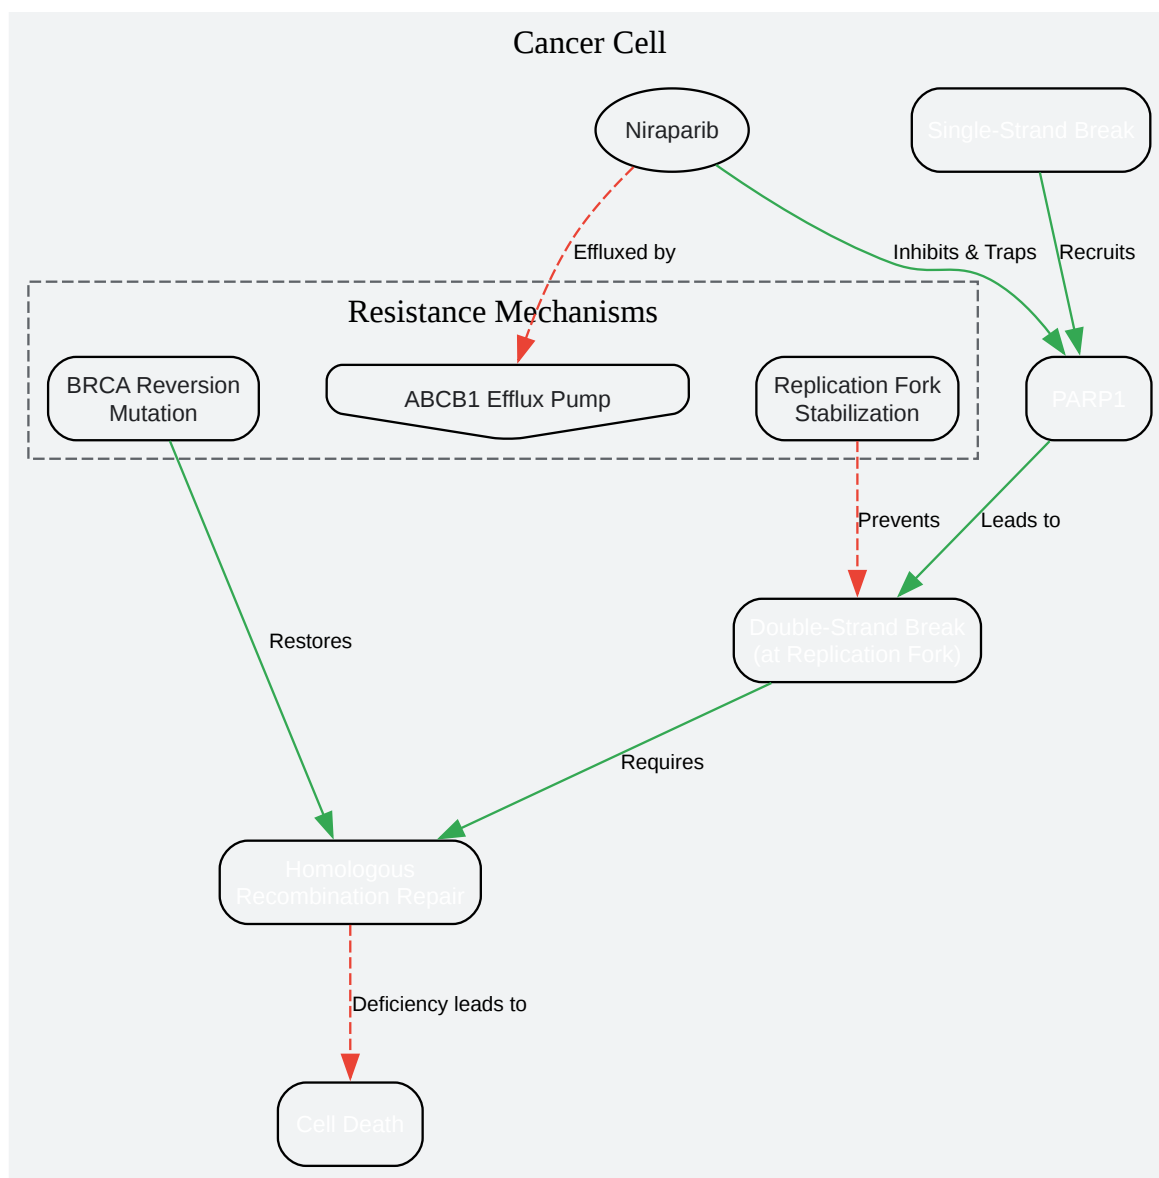 Cancer Cell
Niraparib
Single-Strand Break
Effluxed by
Inhibits & Traps
Recruits
Resistance Mechanisms
BRCA Reversion
Mutation
ABCB1 Efflux Pump
Replication Fork
Stabilization
PARP1
Prevents
Leads to
Double-Strand Break
(at Replication Fork)
Restores
Requires
Homologous
Recombination Repair
Deficiency leads to
Cell Death